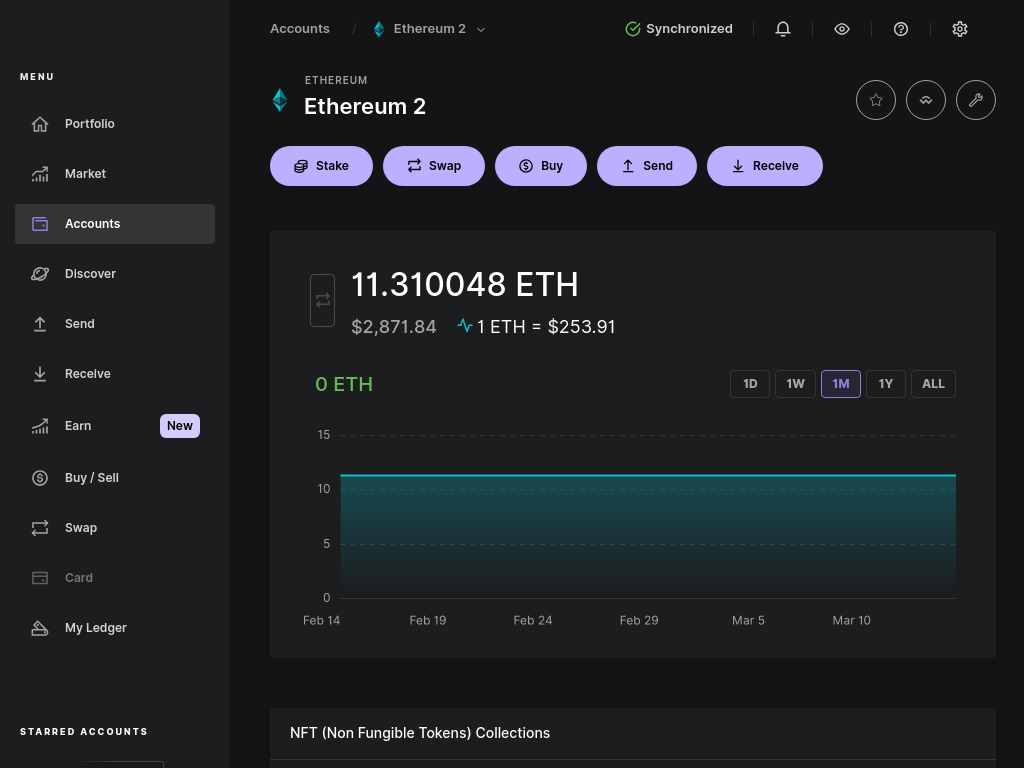 MENU
Portfolio
Market
Accounts
Discover
Send
Receive
Earn New
Buy / Sell
Swap
Card
My Ledger
STARRED ACCOUNTS
Accounts / Ethereum 2
Synchronized
ETHEREUM
Ethereum 2
Stake Swap Buy Send Receive
11.310048 ETH
$2,871.84 1 ETH = $253.91
0 ETH
1D 1W 1M 1Y ALL
15
10
5
0
Feb 14 Feb 19 Feb 24 Feb 29 Mar 5 Mar 10
NFT (Non Fungible Tokens) Collections